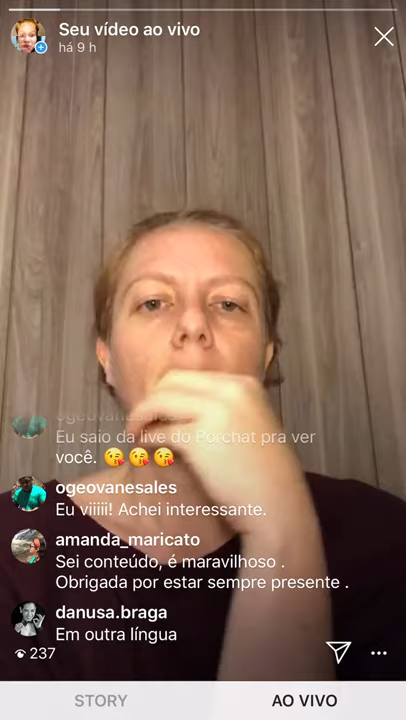 Seu vídeo ao vivo
há 9 h
ogeovanesales
Eu saio da live do Porchat pra ver
você. 😘 😘 😘
ogeovanesales
Eu viiiii! Achei interessante.
amanda_maricato
Sei conteúdo, é maravilhoso .
Obrigada por estar sempre presente .
danusa.braga
Em outra língua
237
STORY
AO VIVO